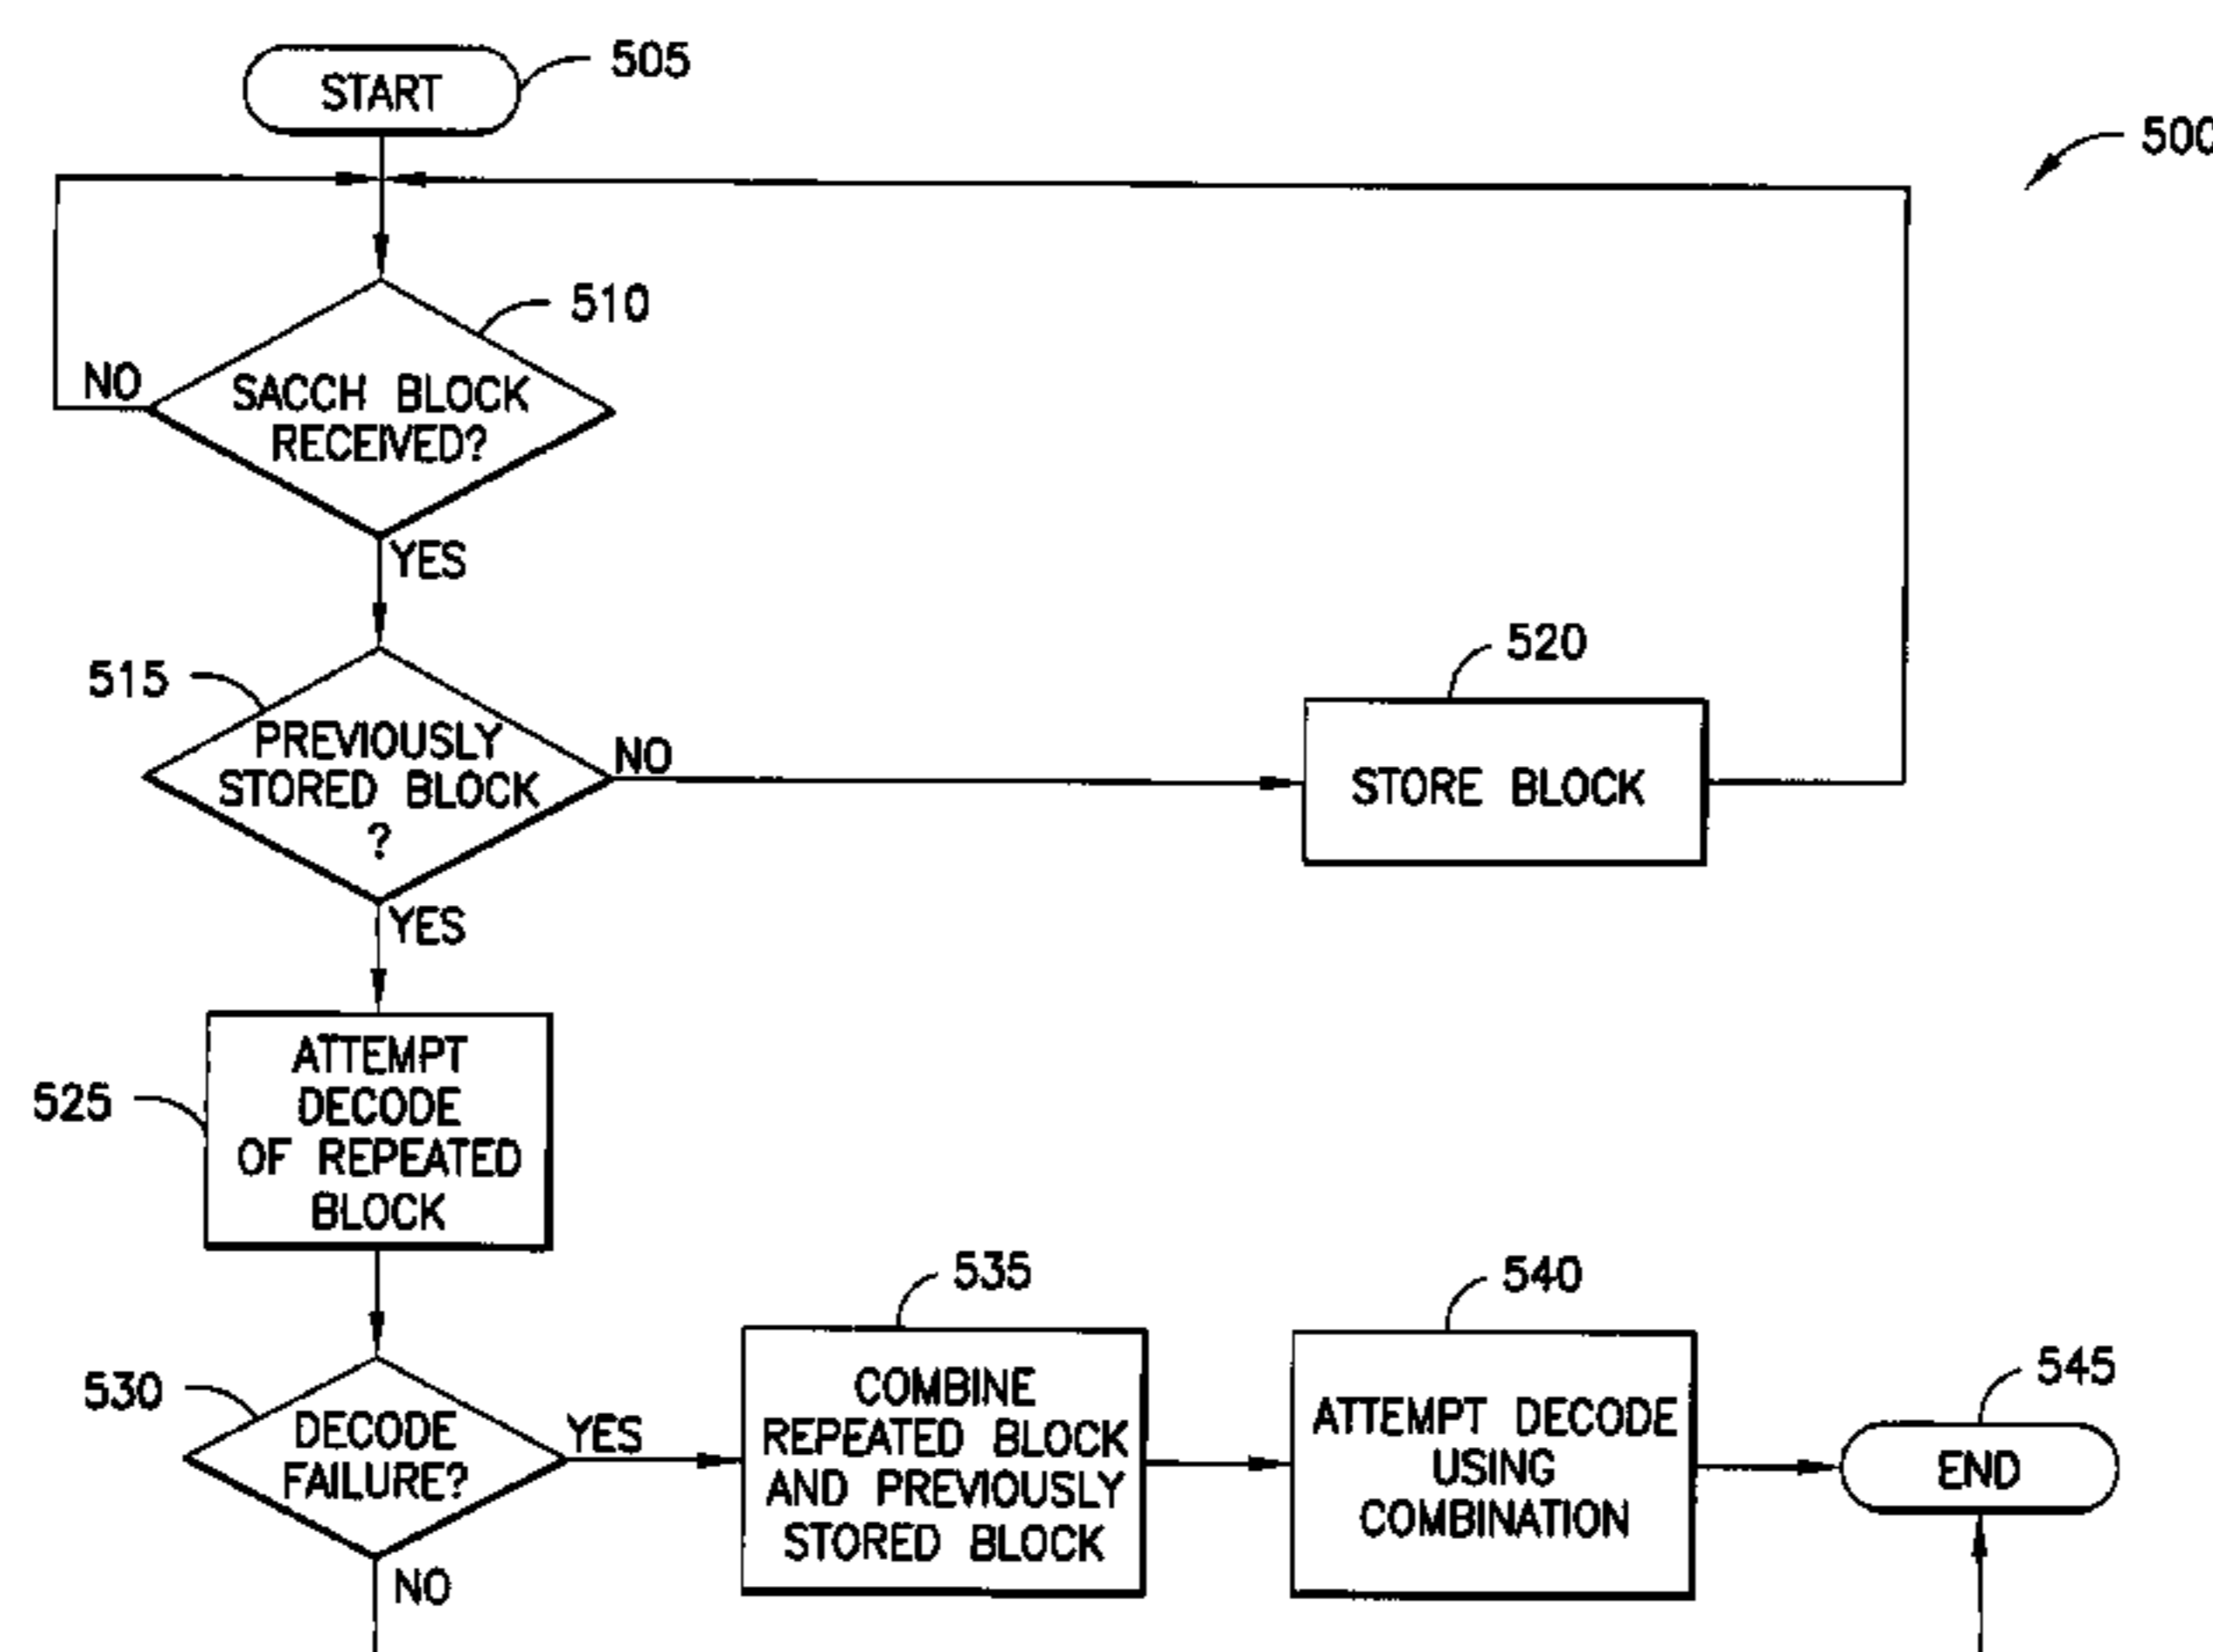 START
505
500
510
NO
SACCH BLOCK
RECEIVED?
YES
515
PREVIOUSLY
STORED BLOCK
?
NO
520
STORE BLOCK
YES
525
ATTEMPT
DECODE
OF REPEATED
BLOCK
530
DECODE
FAILURE?
YES
535
COMBINE
REPEATED BLOCK
AND PREVIOUSLY
STORED BLOCK
540
ATTEMPT DECODE
USING
COMBINATION
545
END
NO